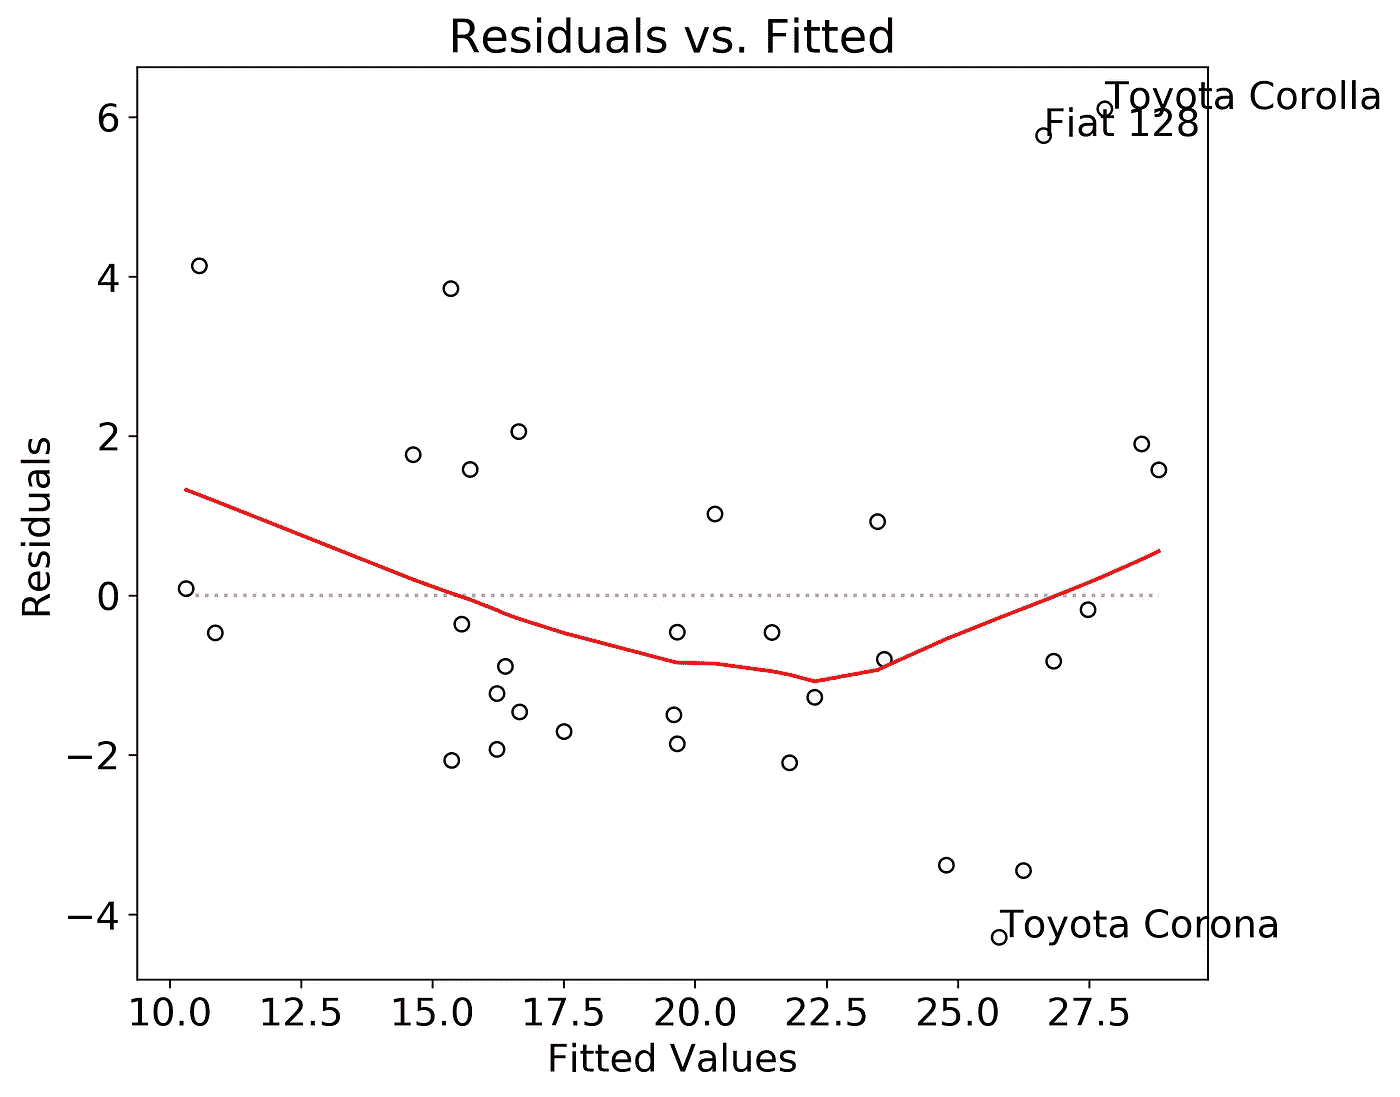 Residuals vs. Fitted
Toyota Corolla
Fiat 128
6
4
2
0
−2
−4
Residuals
Toyota Corona
10.0 12.5 15.0 17.5 20.0 22.5 25.0 27.5
Fitted Values